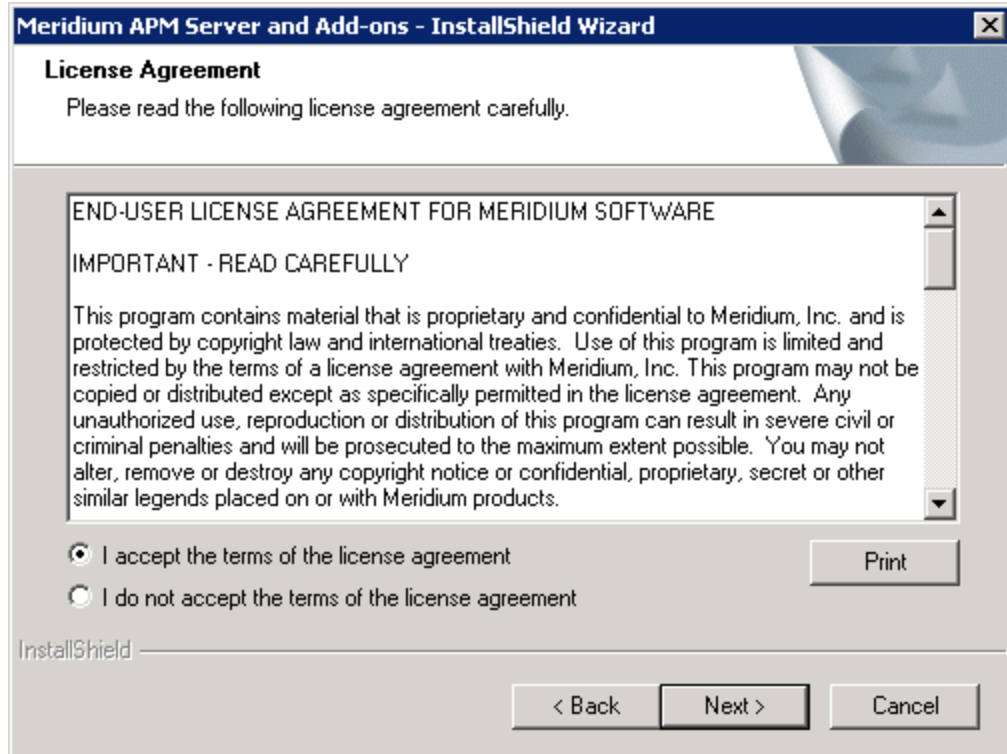 Meridium APM Server and Add-ons - InstallShield Wizard
License Agreement
Please read the following license agreement carefully.
END-USER LICENSE AGREEMENT FOR MERIDIUM SOFTWARE
IMPORTANT - READ CAREFULLY
This program contains material that is proprietary and confidential to Meridium, Inc. and is
protected by copyright law and international treaties.  Use of this program is limited and
restricted by the terms of a license agreement with Meridium, Inc. This program may not be
copied or distributed except as specifically permitted in the license agreement.  Any
unauthorized use, reproduction or distribution of this program can result in severe civil or
criminal penalties and will be prosecuted to the maximum extent possible.  You may not
alter, remove or destroy any copyright notice or confidential, proprietary, secret or other
similar legends placed on or with Meridium products.
I accept the terms of the license agreement
Print
I do not accept the terms of the license agreement
InstallShield
< Back
Next >
Cancel